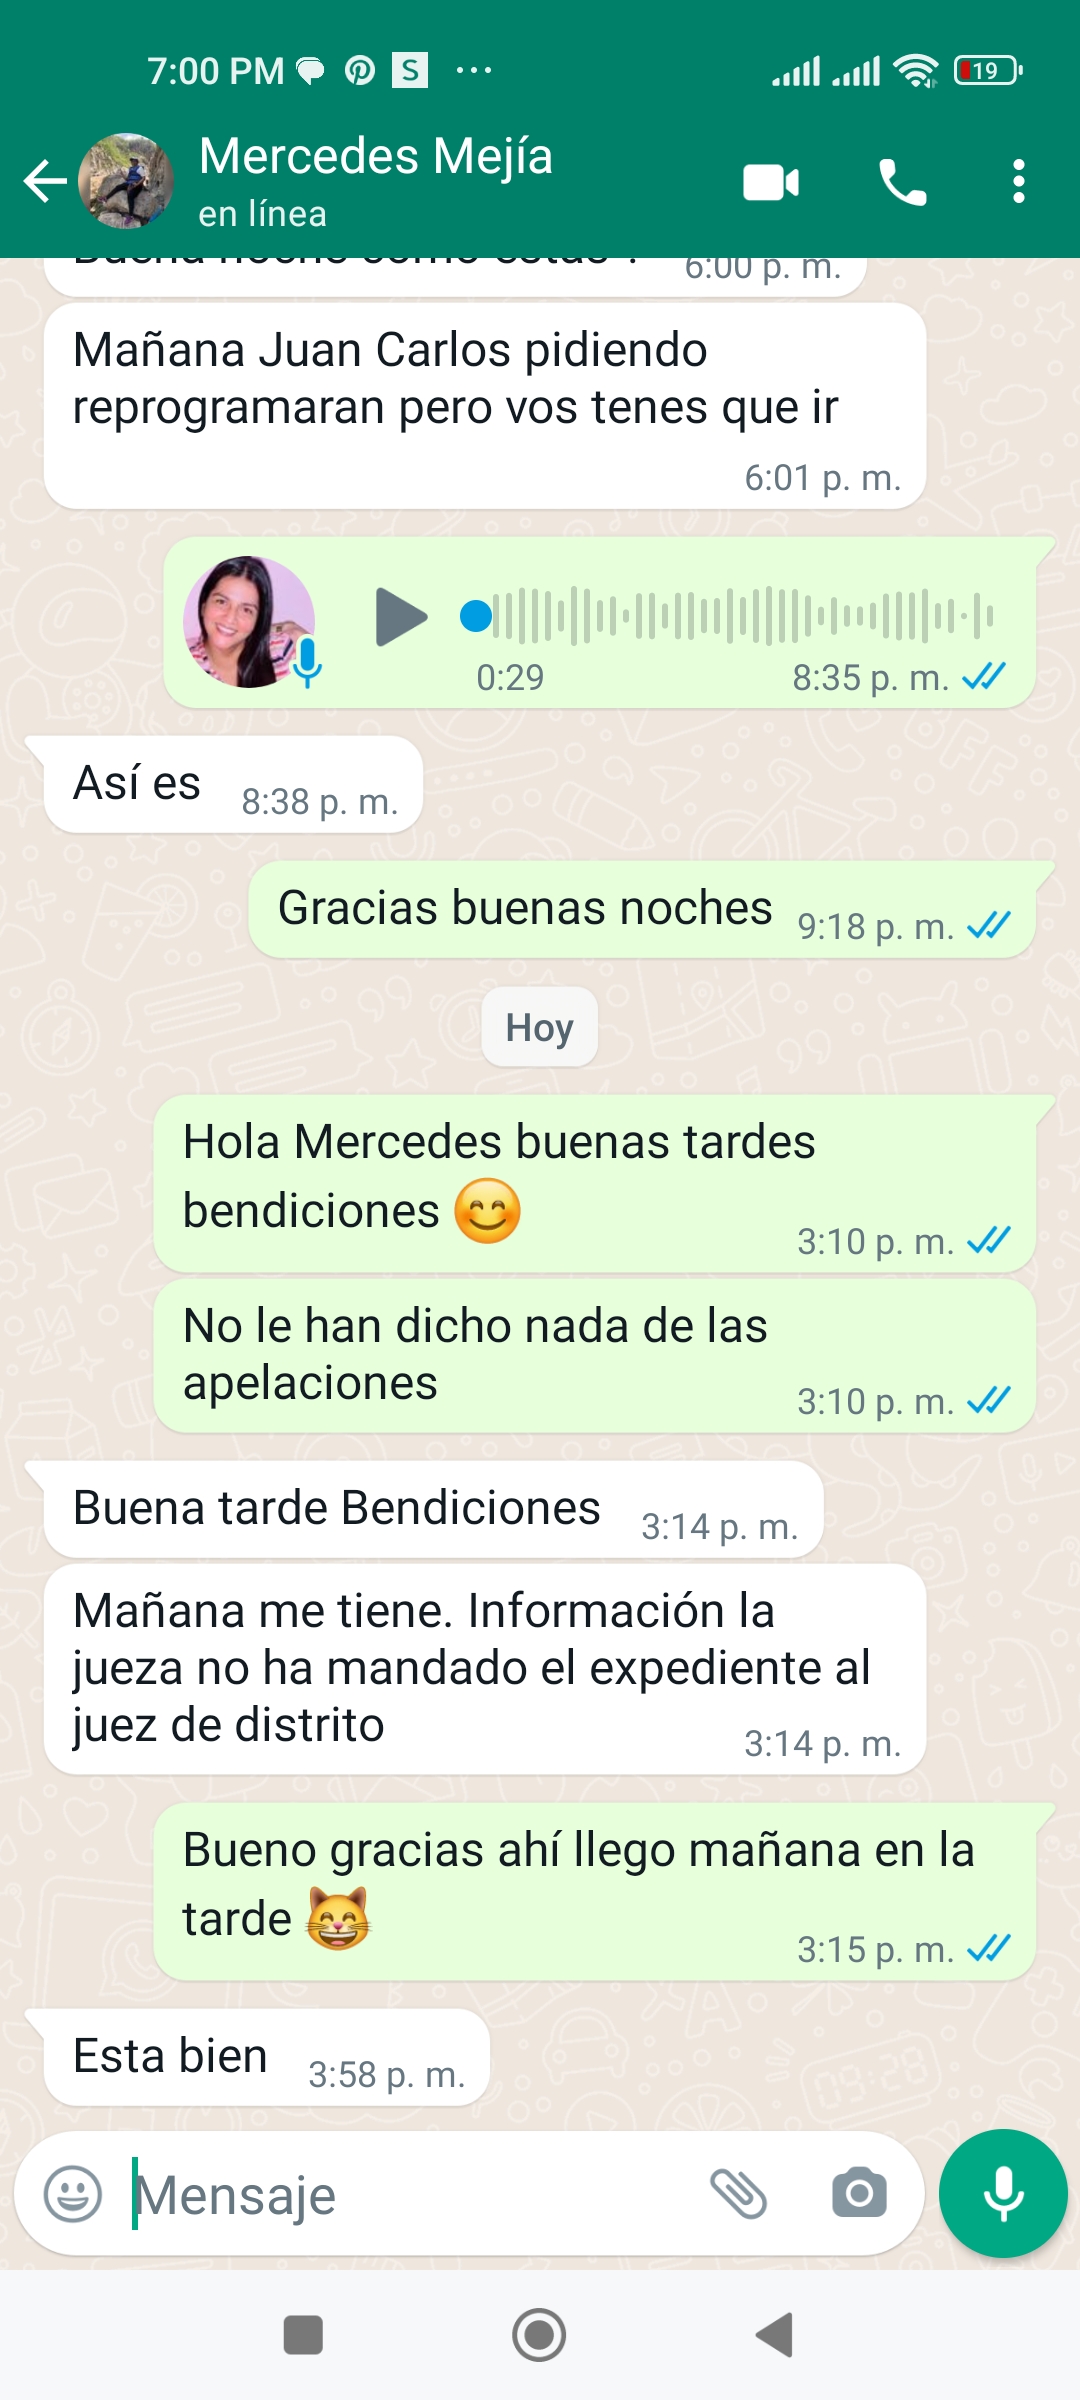 7:00 PM
S
19
Mercedes Mejía
en línea
6:00 p. m.
Mañana Juan Carlos pidiendo
reprogramaran pero vos tenes que ir
6:01 p. m.
0:29
8:35 p. m.
Así es
8:38 p. m.
Gracias buenas noches
9:18 p. m.
Hoy
Hola Mercedes buenas tardes
bendiciones
3:10 p. m.
No le han dicho nada de las
apelaciones
3:10 p. m.
Buena tarde Bendiciones
3:14 p. m.
Mañana me tiene. Información la
jueza no ha mandado el expediente al
juez de distrito
3:14 p. m.
Bueno gracias ahí llego mañana en la
tarde
3:15 p. m.
Esta bien
3:58 p. m.
Mensaje